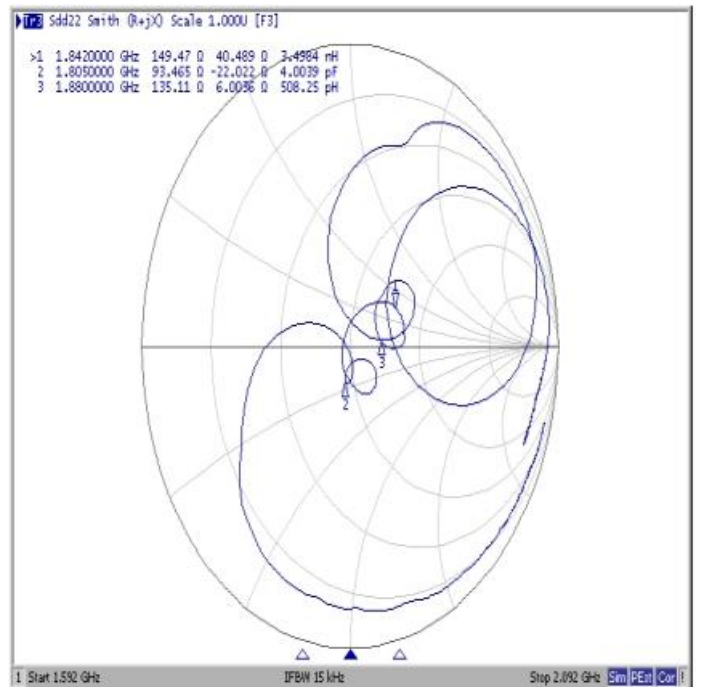 Tr3 Sdd22 Smith (R+jX) Scale 1.000U [F3]
>1 1.8420000 GHz 149.47 Ω 40.489 Ω 3.4984 nH
2 1.8050000 GHz 93.465 Ω -22.022 Ω 4.0039 pF
3 1.8800000 GHz 135.11 Ω 6.0036 Ω 508.25 pH
1
3
2
1 Start 1.592 GHz IFBW 15 kHz Stop 2.092 GHz Sim PExt Cor !